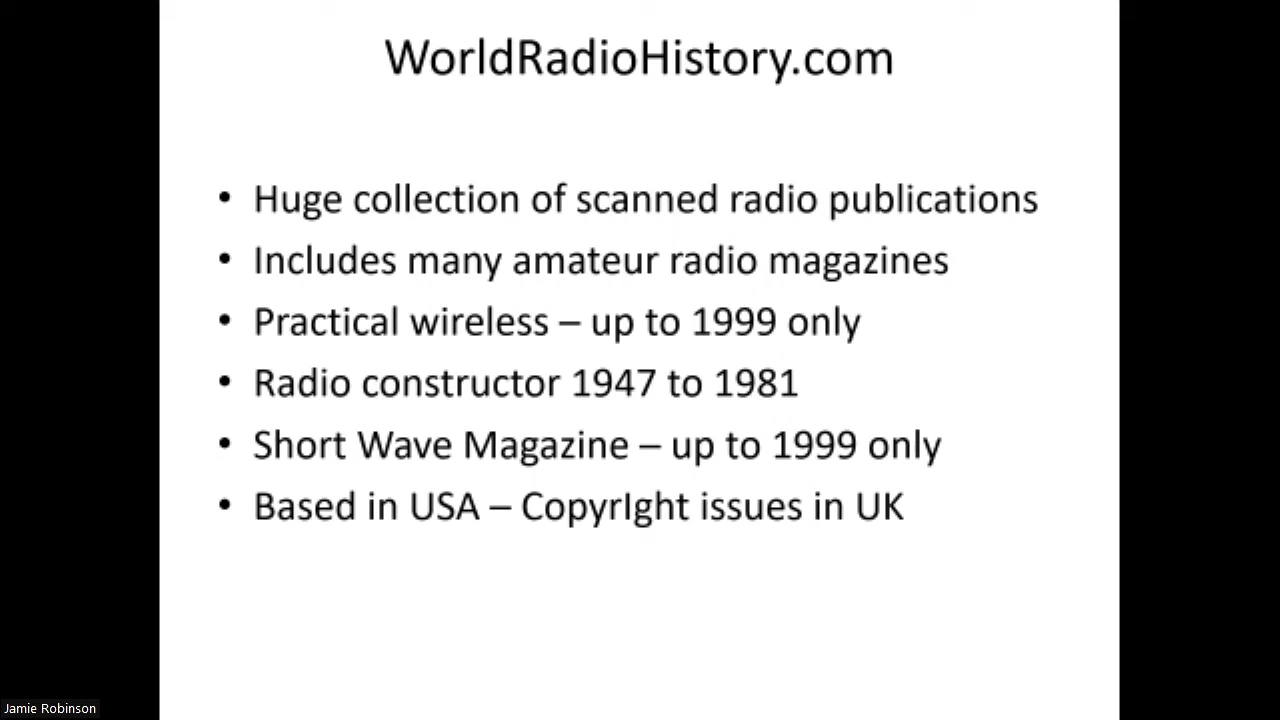 WorldRadioHistory.com
• Huge collection of scanned radio publications
• Includes many amateur radio magazines
• Practical wireless – up to 1999 only
• Radio constructor 1947 to 1981
• Short Wave Magazine – up to 1999 only
• Based in USA – CopyrIght issues in UK
Jamie Robinson